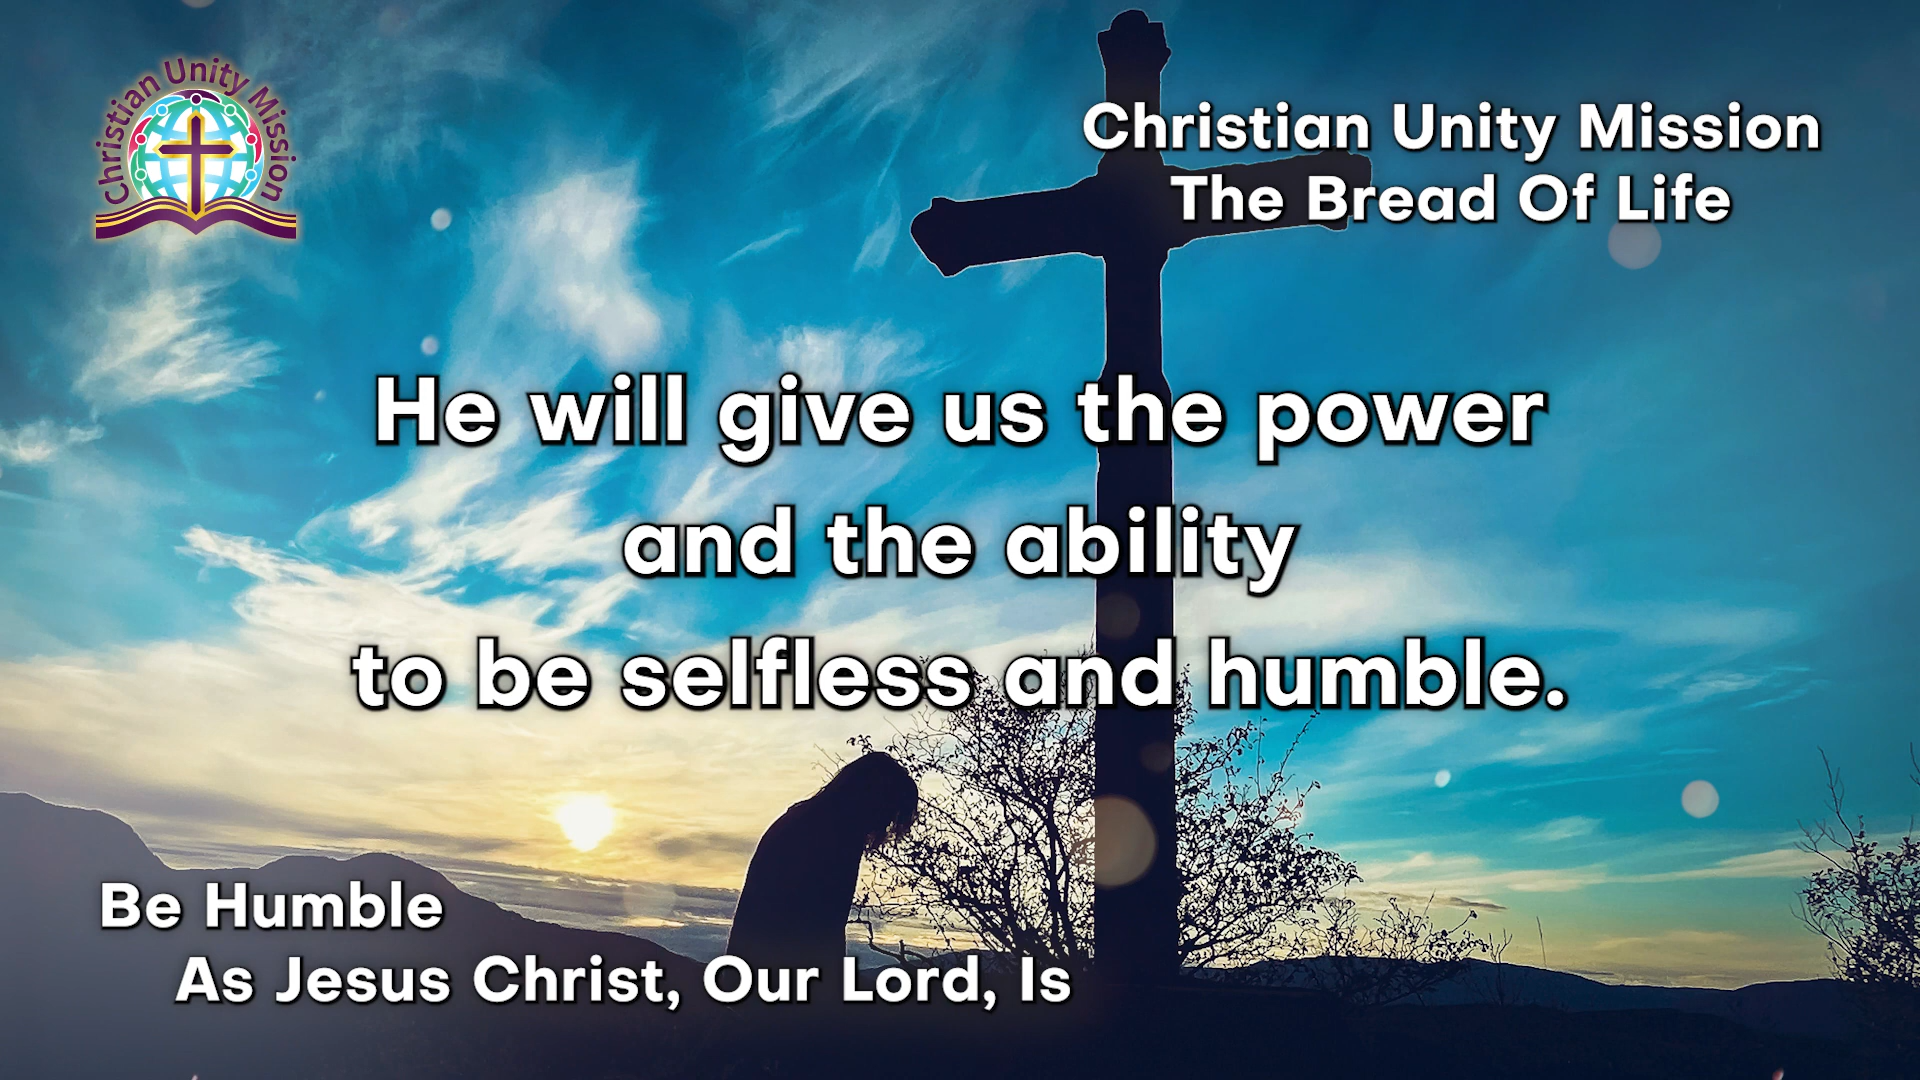 Christian Unity Mission
Christian Unity Mission
The Bread Of Life
He will give us the power
and the ability
to be selfless and humble.
Be Humble
As Jesus Christ, Our Lord, Is